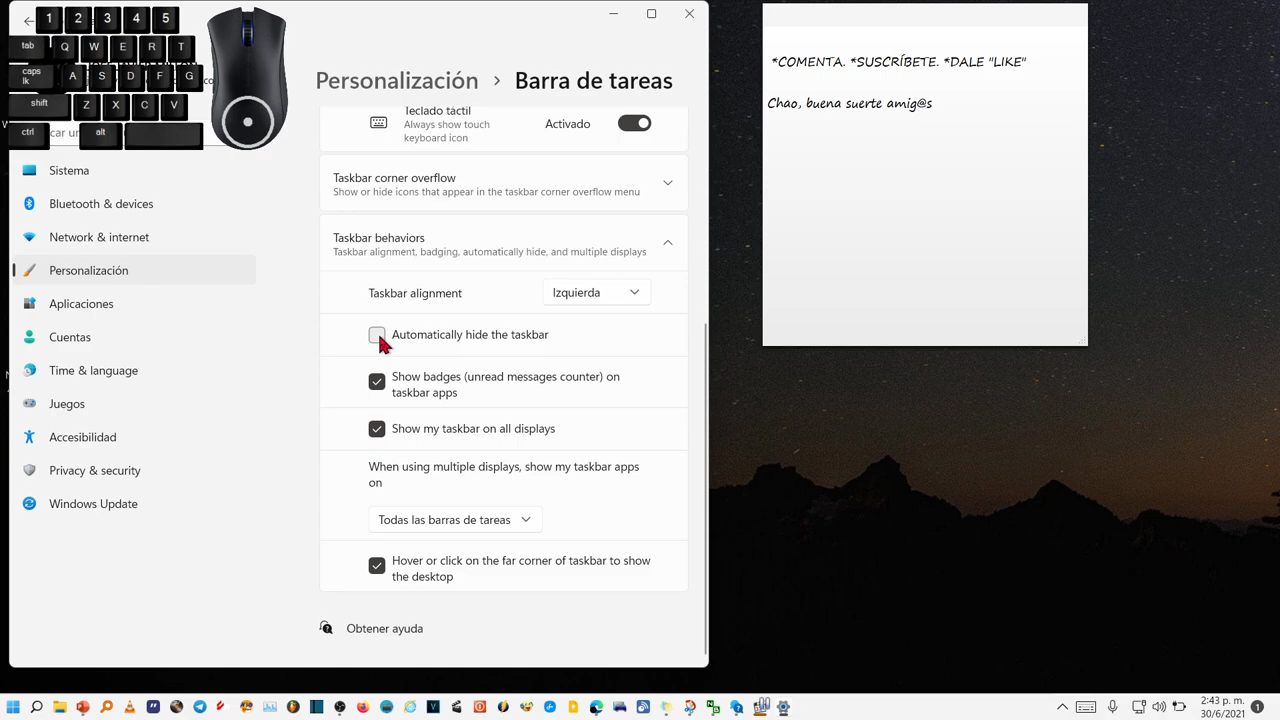 1 2 3 4 5
tab Q W E R T
caps lk A S D F G
shift Z X C V
ctrl alt
Personalización > Barra de tareas
Teclado táctil
Always show touch
keyboard icon
Activado
Taskbar corner overflow
Show or hide icons that appear in the taskbar corner overflow menu
Taskbar behaviors
Taskbar alignment, badging, automatically hide, and multiple displays
Taskbar alignment
Izquierda
Automatically hide the taskbar
Show badges (unread messages counter) on
taskbar apps
Show my taskbar on all displays
When using multiple displays, show my taskbar apps
on
Todas las barras de tareas
Hover or click on the far corner of taskbar to show
the desktop
Obtener ayuda
Sistema
Bluetooth & devices
Network & internet
Personalización
Aplicaciones
Cuentas
Time & language
Juegos
Accesibilidad
Privacy & security
Windows Update
*COMENTA. *SUSCRÍBETE. *DALE "LIKE"
Chao, buena suerte amig@s
2:43 p. m.
30/6/2021
1